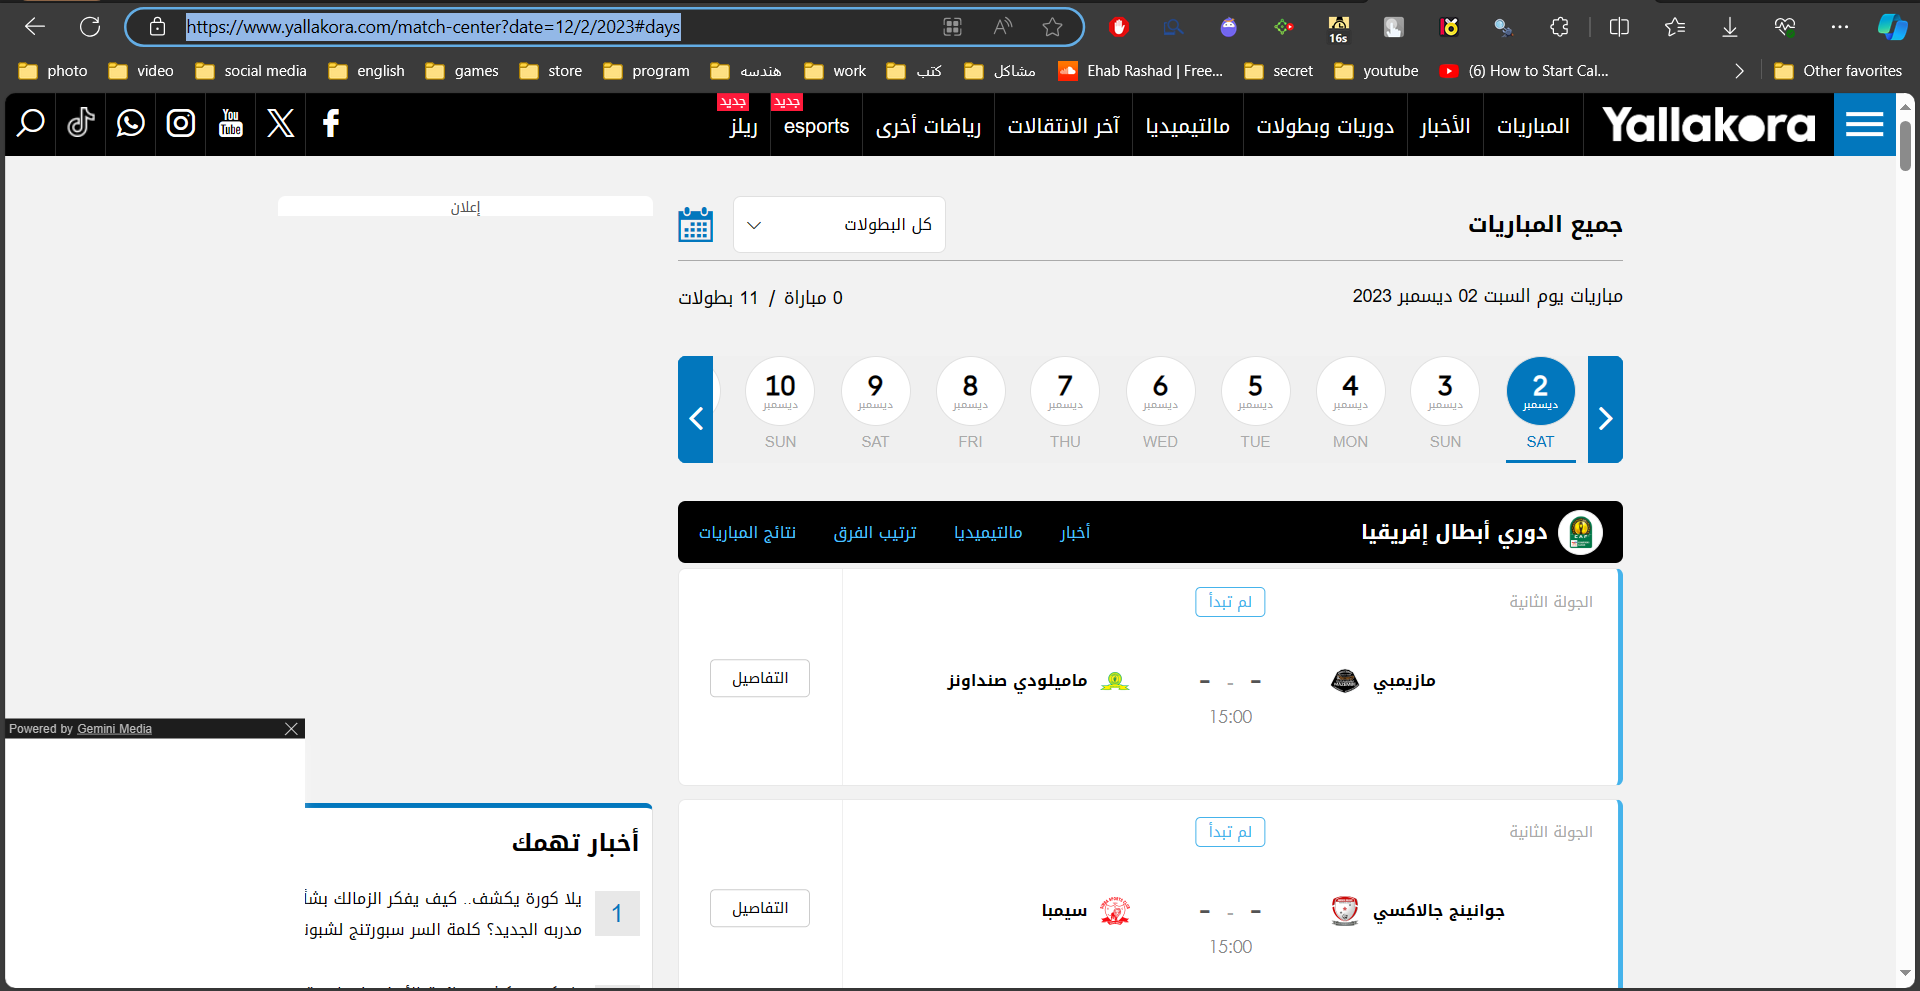 https://www.yallakora.com/match-center?date=12/2/2023#days
16s
photo
video
social media
english
games
store
program
هندسه
work
كتب
مشاكل
Ehab Rashad | Free...
secret
youtube
(6) How to Start Cal...
Other favorites
Yallakora
المباريات
الأخبار
دوريات وبطولات
مالتيميديا
آخر الانتقالات
رياضات أخرى
جديد
esports
جديد
ريلز
You
Tube
جميع المباريات
كل البطولات
إعلان
مباريات يوم السبت 02 ديسمبر 2023
0 مباراة / 11 بطولات
2
ديسمبر
SAT
3
ديسمبر
SUN
4
ديسمبر
MON
5
ديسمبر
TUE
6
ديسمبر
WED
7
ديسمبر
THU
8
ديسمبر
FRI
9
ديسمبر
SAT
10
ديسمبر
SUN
دوري أبطال إفريقيا
أخبار
مالتيميديا
ترتيب الفرق
نتائج المباريات
الجولة الثانية
لم تبدأ
مازيمبي
- - -
ماميلودي صنداونز
15:00
التفاصيل
الجولة الثانية
لم تبدأ
جوانينج جالاكسي
- - -
سيمبا
15:00
التفاصيل
Powered by Gemini Media
أخبار تهمك
1
يلا كورة يكشف.. كيف يفكر الزمالك بشأ
مدربه الجديد؟ كلمة السر سبورتنج لشبون